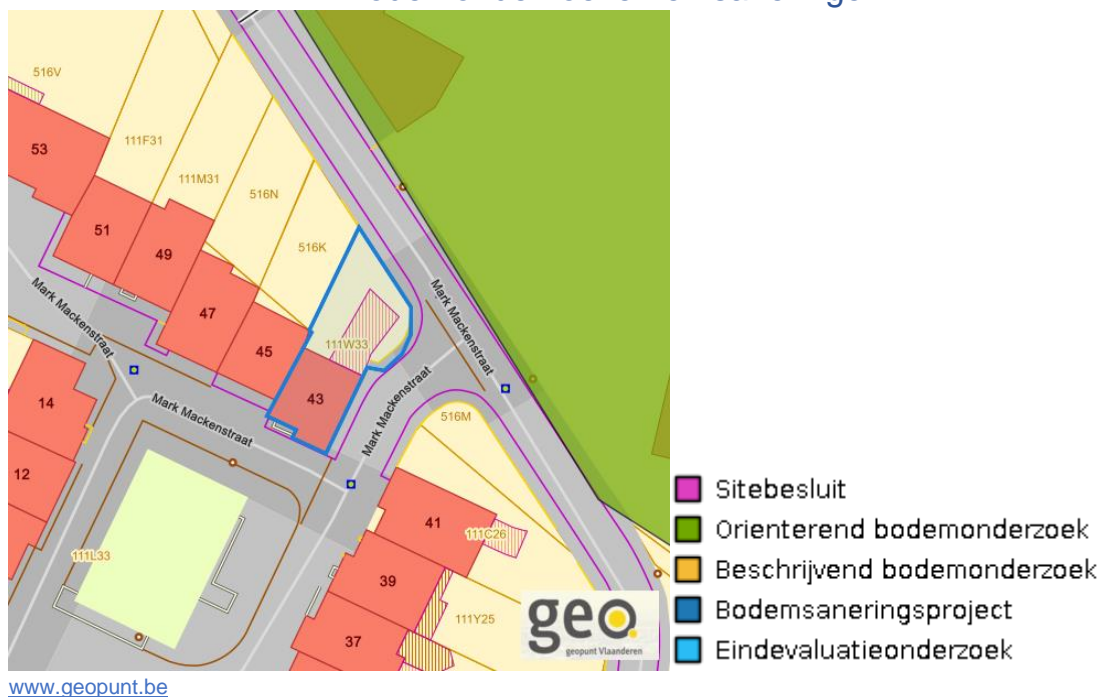 516V
53
111F31
111M31
516N
51
49
516K
Mark Mackenstraat
Mark Mackenstraat
47
45
111W33
43
14
Mark Mackenstraat
Mark Mackenstraat
516M
12
41
111C26
111L33
39
111Y25
37
geo
geopunt Vlaanderen
Sitebesluit
Orienterend bodemonderzoek
Beschrijvend bodemonderzoek
Bodemsaneringsproject
Eindevaluatieonderzoek
www.geopunt.be